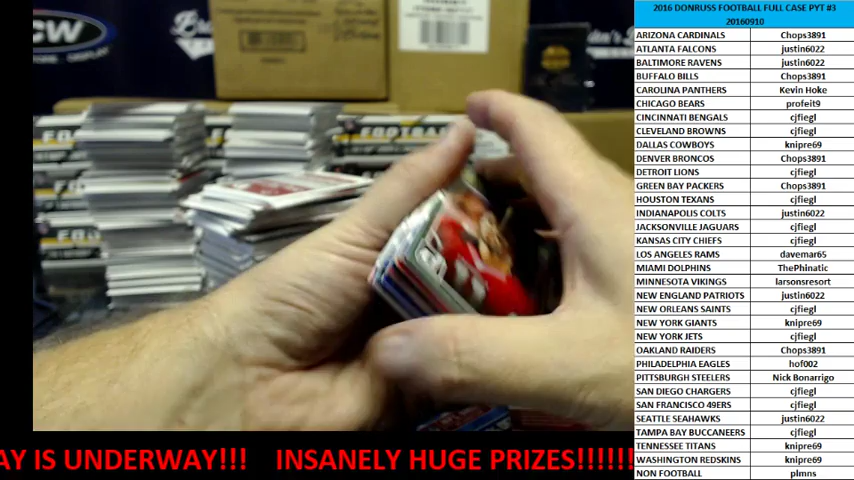 2016 DONRUSS FOOTBALL FULL CASE PYT #3
20160910
ARIZONA CARDINALS Chops3891
ATLANTA FALCONS justin6022
BALTIMORE RAVENS justin6022
BUFFALO BILLS Chops3891
CAROLINA PANTHERS Kevin Hoke
CHICAGO BEARS profeit9
CINCINNATI BENGALS cjfiegl
CLEVELAND BROWNS cjfiegl
DALLAS COWBOYS knipre69
DENVER BRONCOS Chops3891
DETROIT LIONS cjfiegl
GREEN BAY PACKERS Chops3891
HOUSTON TEXANS cjfiegl
INDIANAPOLIS COLTS justin6022
JACKSONVILLE JAGUARS cjfiegl
KANSAS CITY CHIEFS cjfiegl
LOS ANGELES RAMS davemar65
MIAMI DOLPHINS ThePhinatic
MINNESOTA VIKINGS larsonsresort
NEW ENGLAND PATRIOTS justin6022
NEW ORLEANS SAINTS cjfiegl
NEW YORK GIANTS knipre69
NEW YORK JETS cjfiegl
OAKLAND RAIDERS Chops3891
PHILADELPHIA EAGLES hof002
PITTSBURGH STEELERS Nick Bonarrigo
SAN DIEGO CHARGERS cjfiegl
SAN FRANCISCO 49ERS cjfiegl
SEATTLE SEAHAWKS justin6022
TAMPA BAY BUCCANEERS cjfiegl
TENNESSEE TITANS knipre69
WASHINGTON REDSKINS knipre69
NON FOOTBALL plmns
CW
FOOTBALL
AY IS UNDERWAY!!! INSANELY HUGE PRIZES!!!!!!